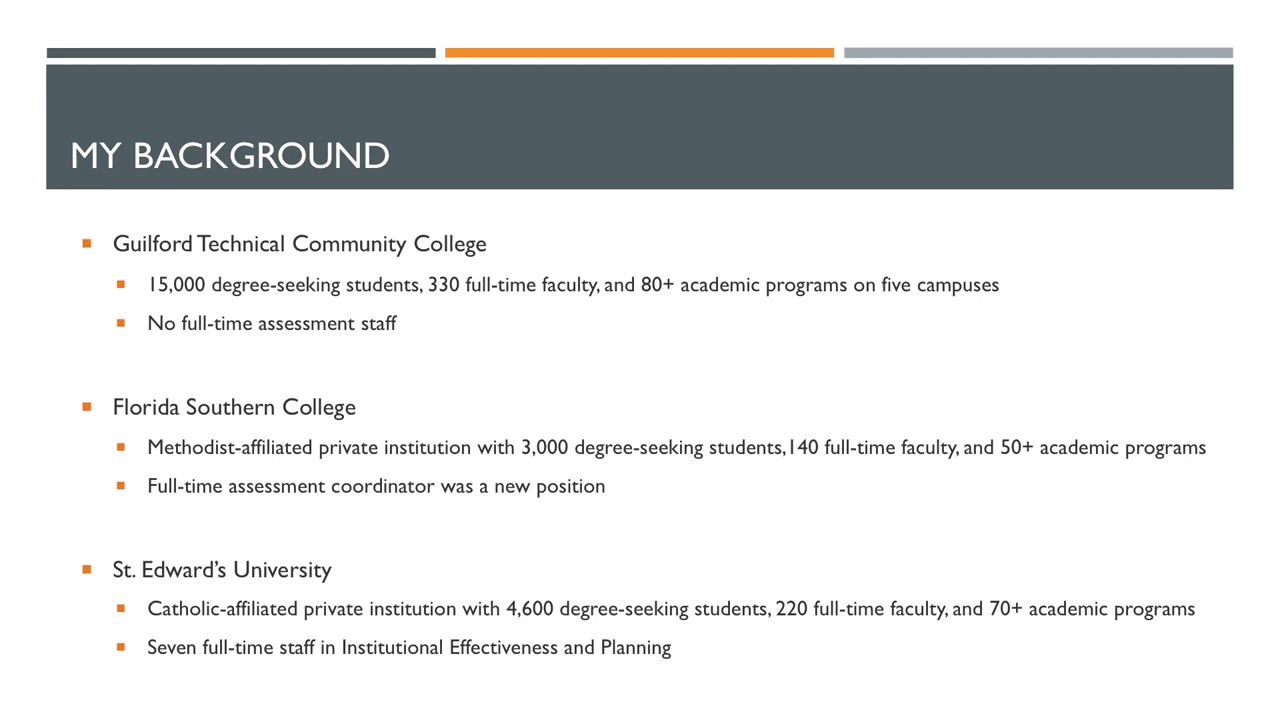 MY BACKGROUND
Guilford Technical Community College
15,000 degree-seeking students, 330 full-time faculty, and 80+ academic programs on five campuses
No full-time assessment staff
Florida Southern College
Methodist-affiliated private institution with 3,000 degree-seeking students,140 full-time faculty, and 50+ academic programs
Full-time assessment coordinator was a new position
St. Edward’s University
Catholic-affiliated private institution with 4,600 degree-seeking students, 220 full-time faculty, and 70+ academic programs
Seven full-time staff in Institutional Effectiveness and Planning